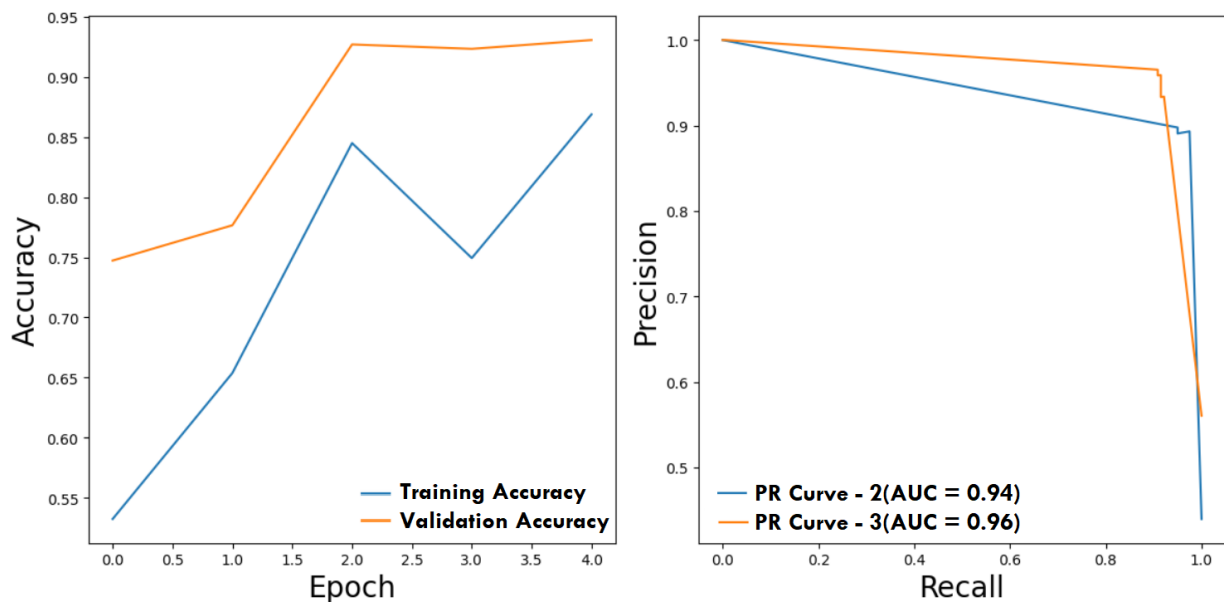 0.95
0.90
0.85
0.80
0.75
0.70
0.65
0.60
0.55
Accuracy
Training Accuracy
Validation Accuracy
0.0 0.5 1.0 1.5 2.0 2.5 3.0 3.5 4.0
Epoch
1.0
0.9
0.8
0.7
0.6
0.5
Precision
PR Curve - 2(AUC = 0.94)
PR Curve - 3(AUC = 0.96)
0.0 0.2 0.4 0.6 0.8 1.0
Recall